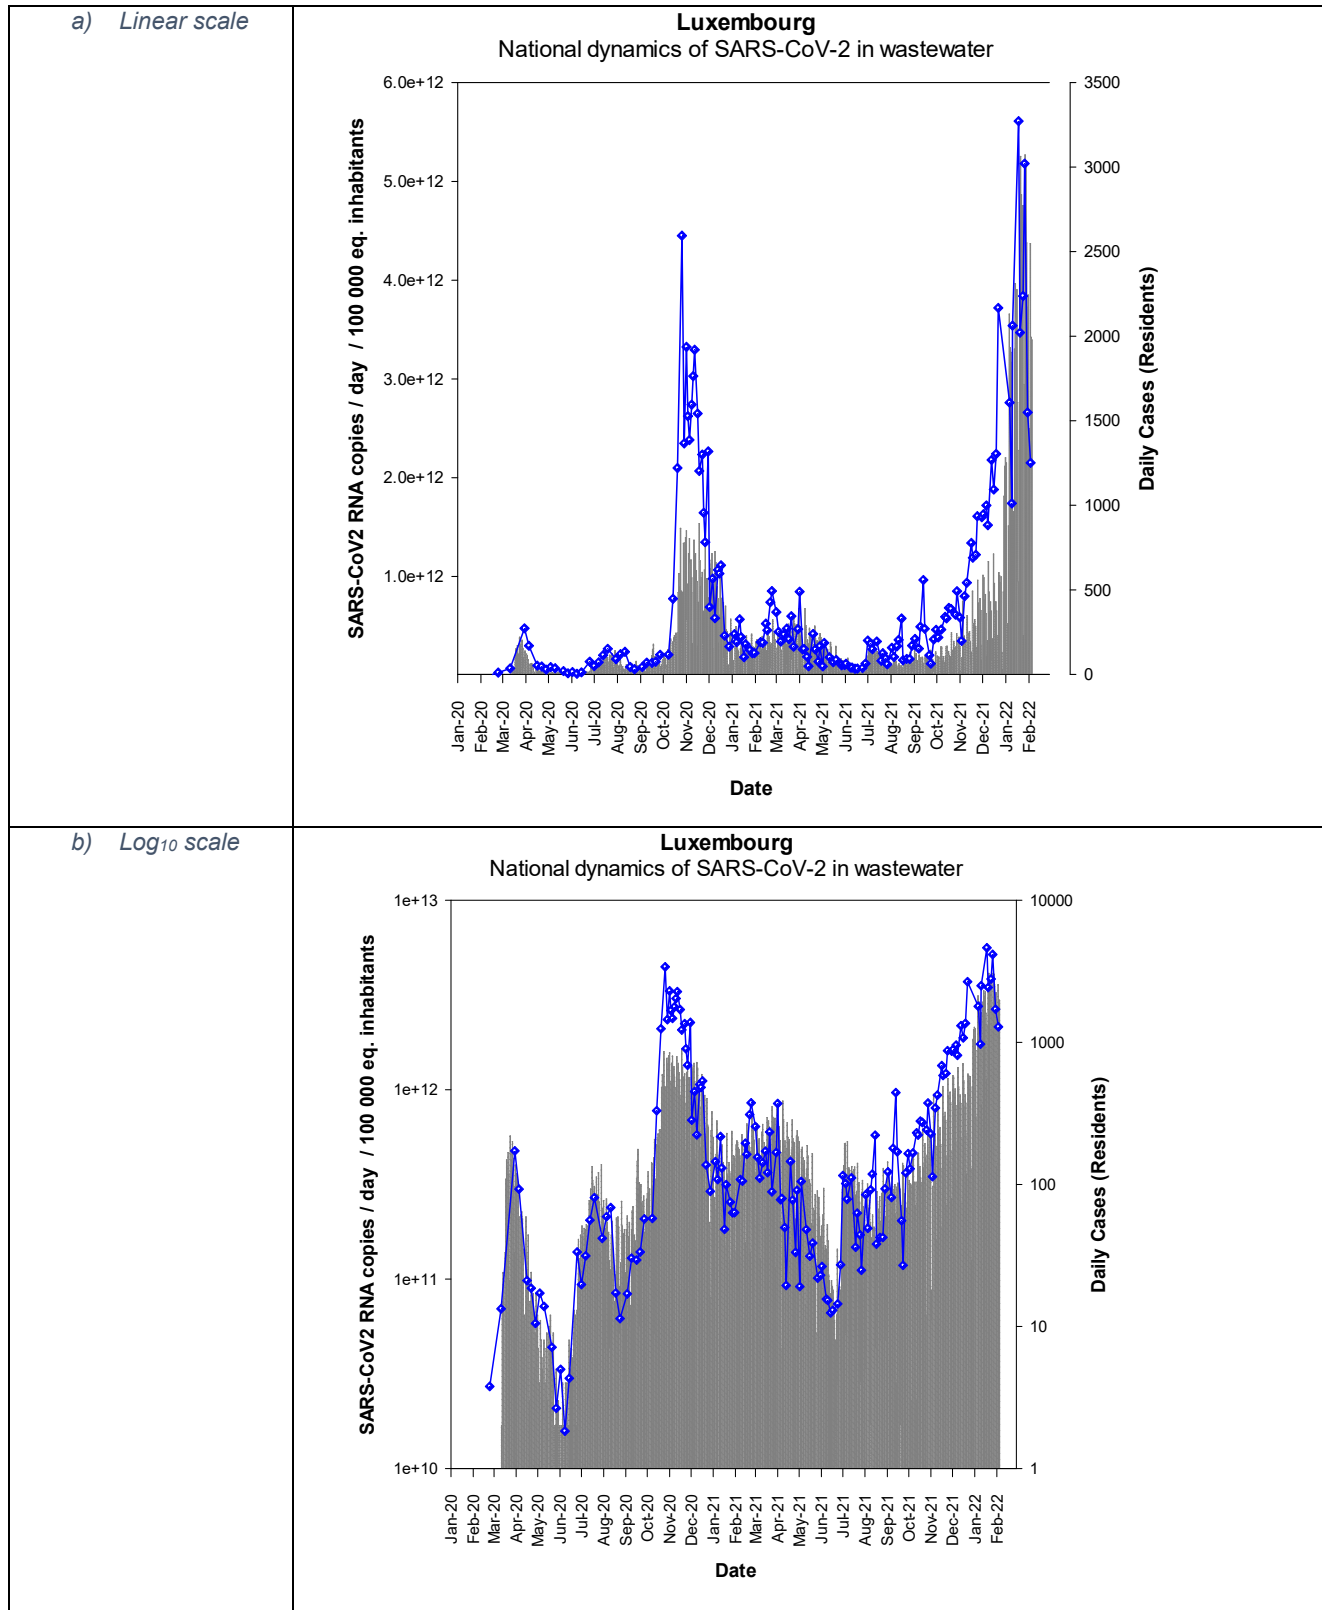 a) Linear scale
Luxembourg
National dynamics of SARS-CoV-2 in wastewater
6.0e+12
5.0e+12
4.0e+12
3.0e+12
2.0e+12
1.0e+12
SARS-CoV2 RNA copies / day / 100 000 eq. inhabitants
3500
3000
2500
2000
1500
1000
500
0
Daily Cases (Residents)
Jan-20
Feb-20
Mar-20
Apr-20
May-20
Jun-20
Jul-20
Aug-20
Sep-20
Oct-20
Nov-20
Dec-20
Jan-21
Feb-21
Mar-21
Apr-21
May-21
Jun-21
Jul-21
Aug-21
Sep-21
Oct-21
Nov-21
Dec-21
Jan-22
Feb-22
Date
b) Log10 scale
Luxembourg
National dynamics of SARS-CoV-2 in wastewater
1e+13
1e+12
1e+11
1e+10
SARS-CoV2 RNA copies / day / 100 000 eq. inhabitants
10000
1000
100
10
1
Daily Cases (Residents)
Jan-20
Feb-20
Mar-20
Apr-20
May-20
Jun-20
Jul-20
Aug-20
Sep-20
Oct-20
Nov-20
Dec-20
Jan-21
Feb-21
Mar-21
Apr-21
May-21
Jun-21
Jul-21
Aug-21
Sep-21
Oct-21
Nov-21
Dec-21
Jan-22
Feb-22
Date